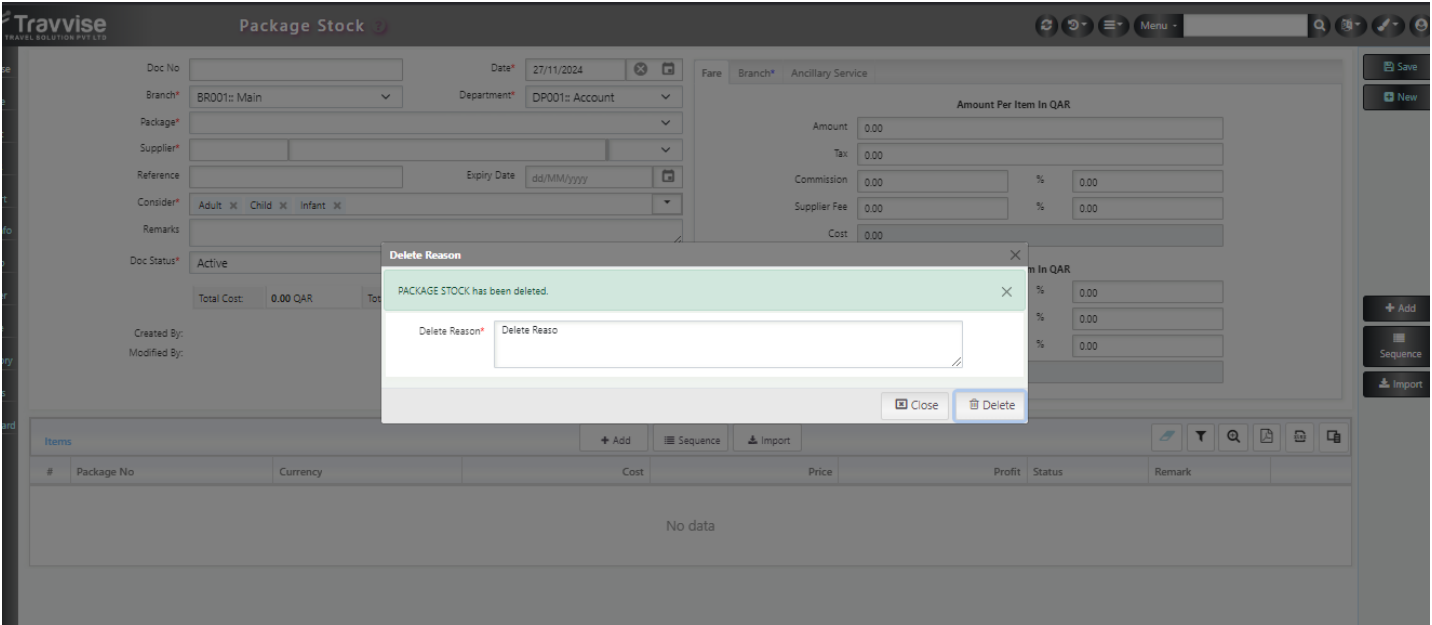 Travvise
TRAVEL SOLUTION PVT LTD
Package Stock ?
Menu
Doc No
Date* 27/11/2024
Branch* BR001:: Main
Department* DP001:: Account
Package*
Supplier*
Reference
Expiry Date dd/MM/yyyy
Consider* Adult Child Infant
Remarks
Doc Status* Active
Total Cost: 0.00 QAR Tot
Created By:
Modified By:
Fare Branch* Ancillary Service
Amount Per Item In QAR
Amount 0.00
Tax 0.00
Commission 0.00 % 0.00
Supplier Fee 0.00 % 0.00
Cost 0.00
m In QAR
% 0.00
% 0.00
% 0.00
Save
New
Add
Sequence
Import
Delete Reason
PACKAGE STOCK has been deleted.
Delete Reason* Delete Reaso
Close Delete
Items
Add Sequence Import
# Package No Currency Cost Price Profit Status Remark
No data